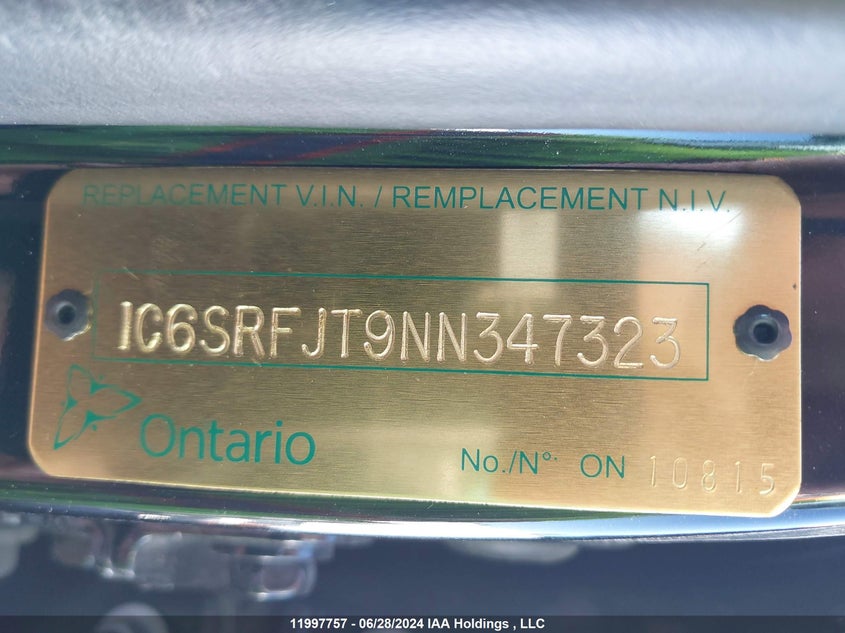 REPLACEMENT V.I.N. / REMPLACEMENT N.I.V.
1C6SRFJT9NN347323
Ontario
No./N°. ON 10815
11997757 - 06/28/2024 IAA Holdings , LLC